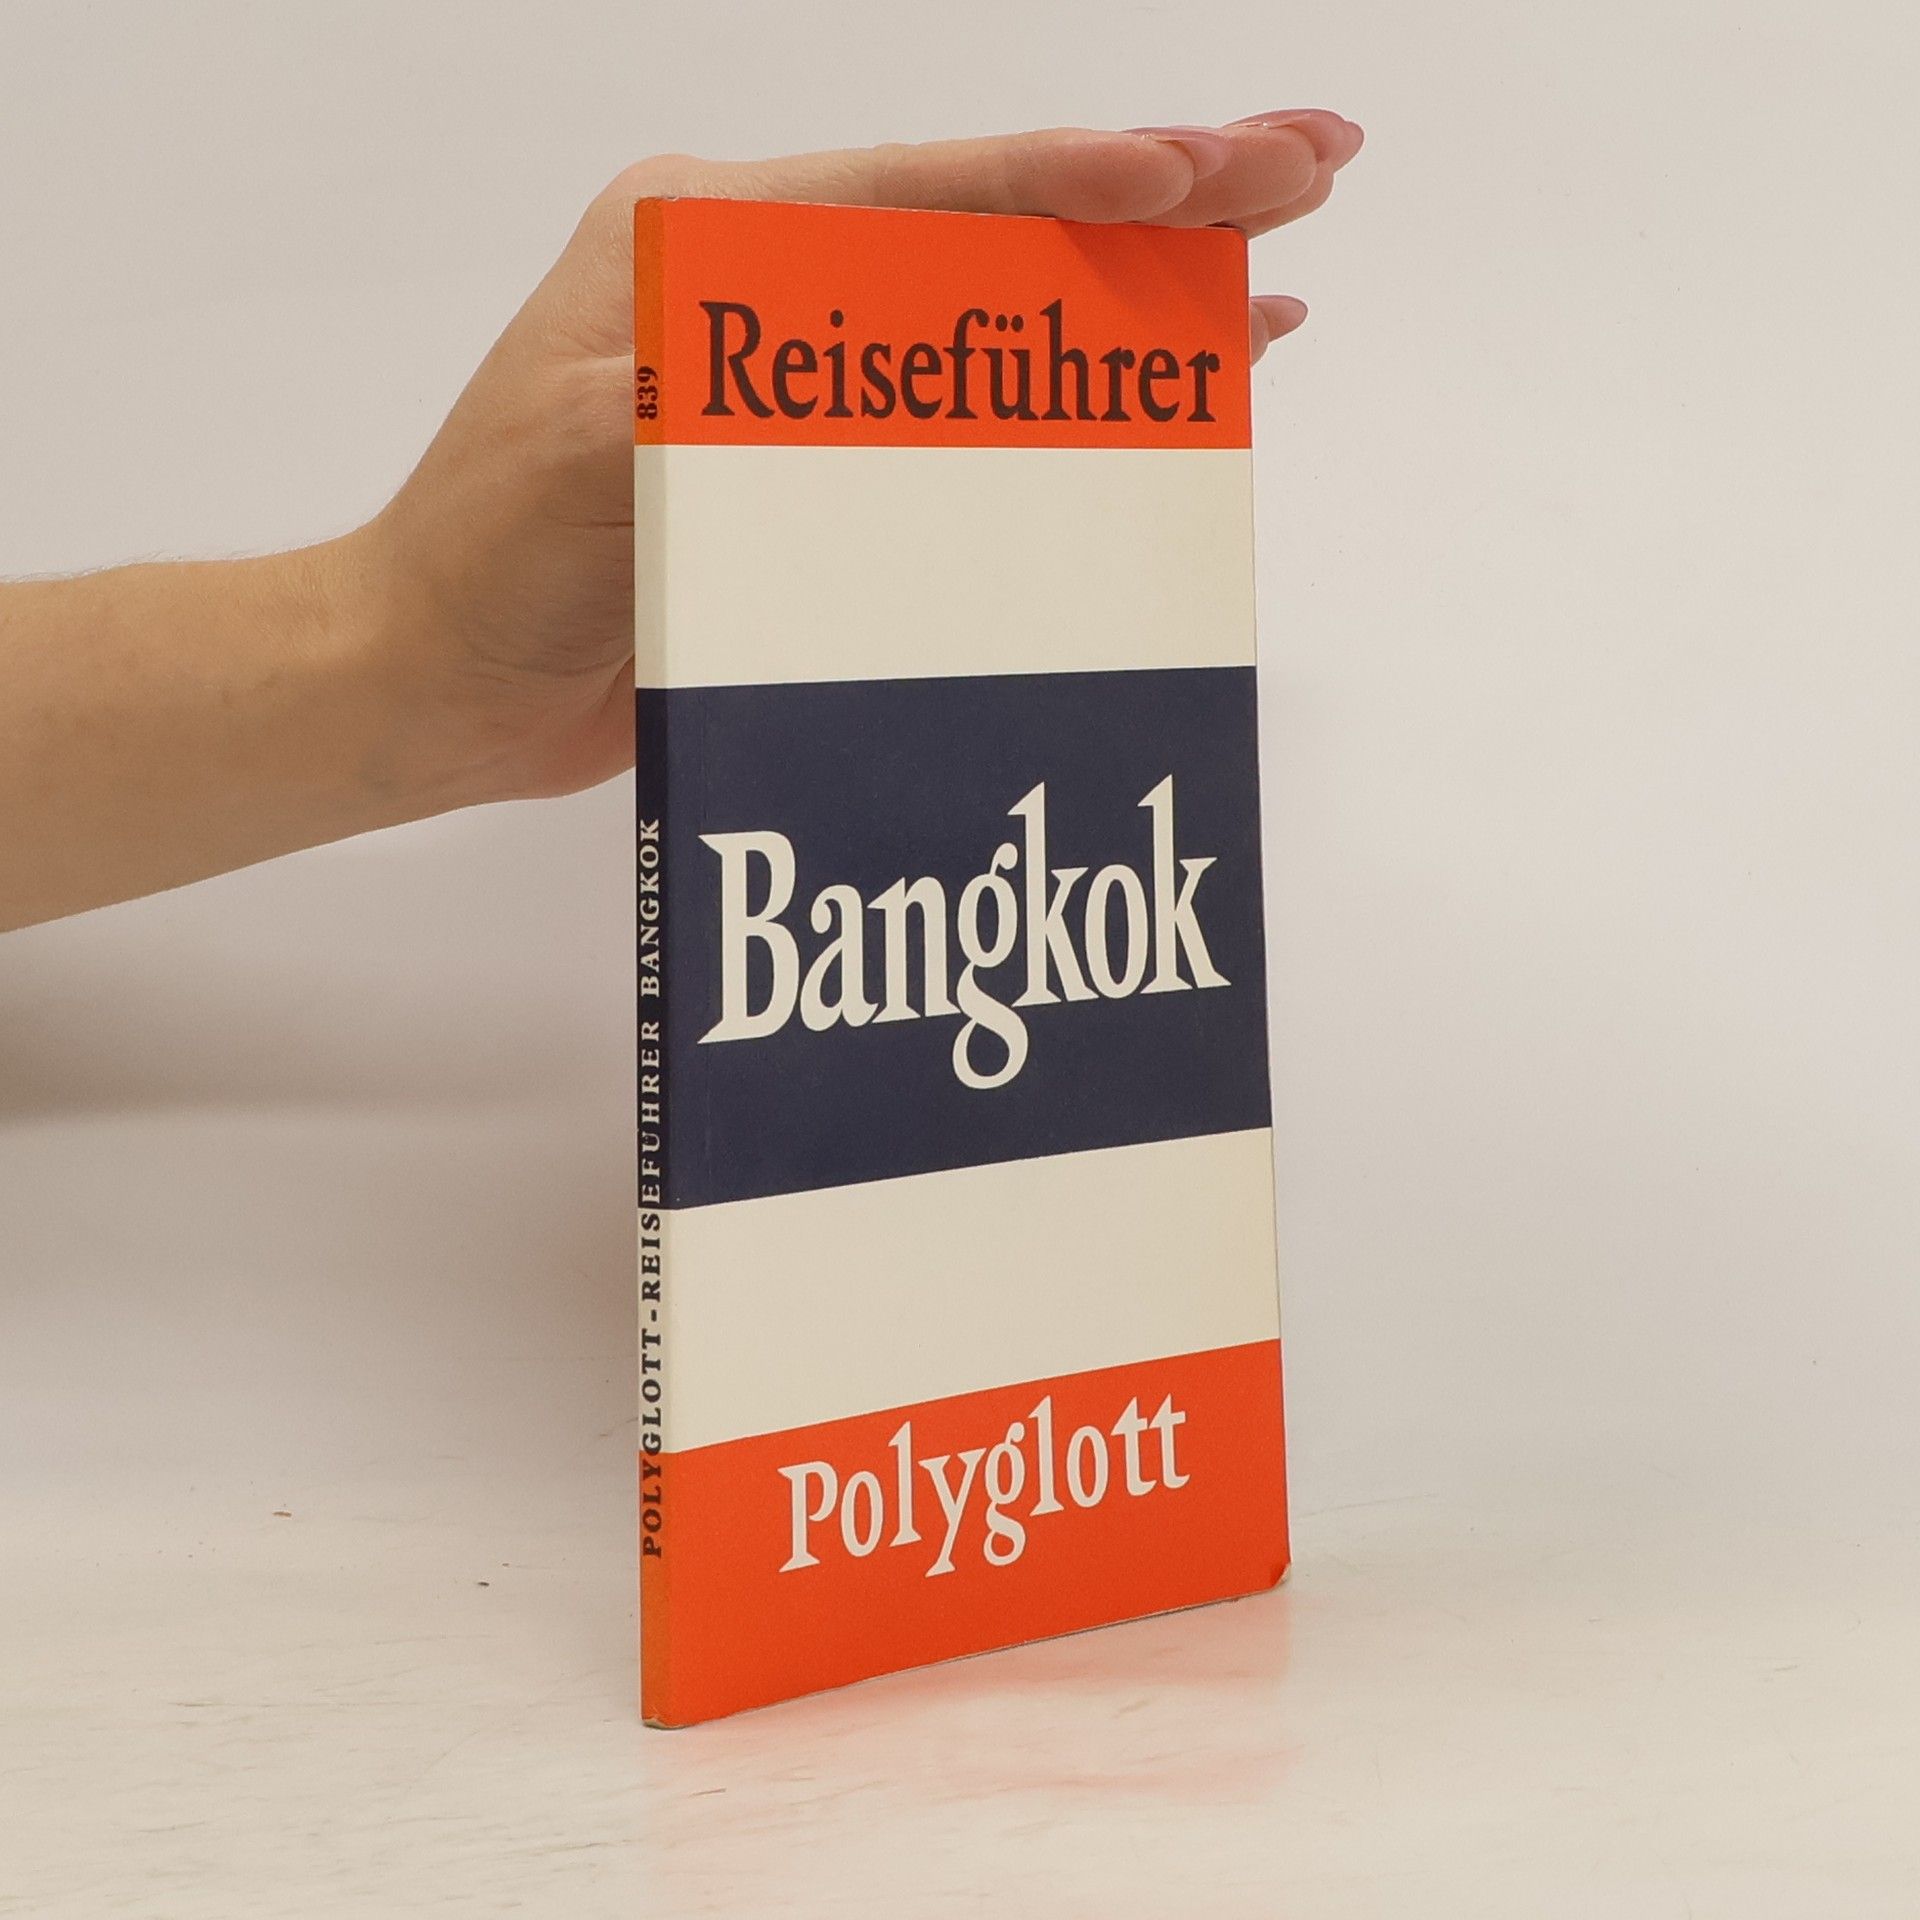 Reiseführer
Bangkok
Polyglott
839
POLYGLOTT-REISEFÜHRER BANGKOK